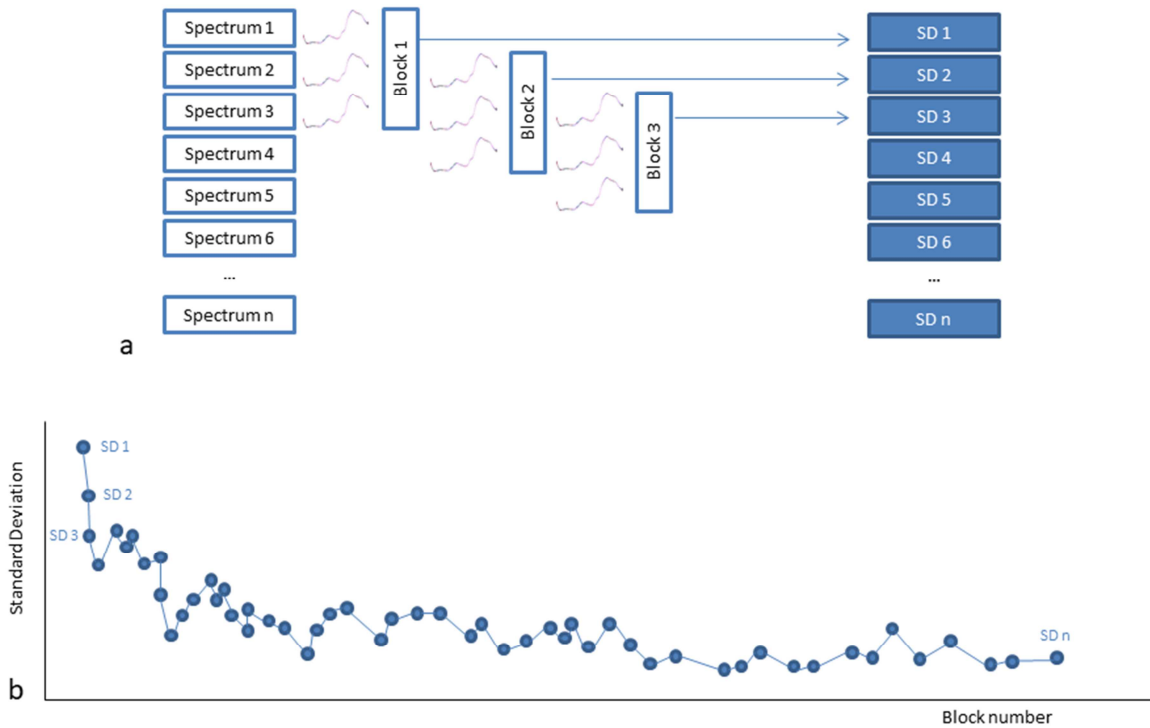 Spectrum 1
Spectrum 2
Spectrum 3
Spectrum 4
Spectrum 5
Spectrum 6
...
Spectrum n
Block 1
Block 2
Block 3
SD 1
SD 2
SD 3
SD 4
SD 5
SD 6
...
SD n
a
Standard Deviation
SD 1
SD 2
SD 3
SD n
b
Block number